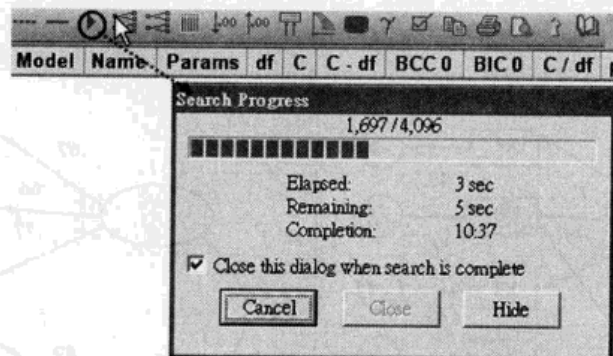 Model Name Params df C C - df BCC 0 BIC 0 C / df
Search Progress
1,697 / 4,096
Elapsed: 3 sec
Remaining: 5 sec
Completion: 10:37
Close this dialog when search is complete
Cancel Close Hide